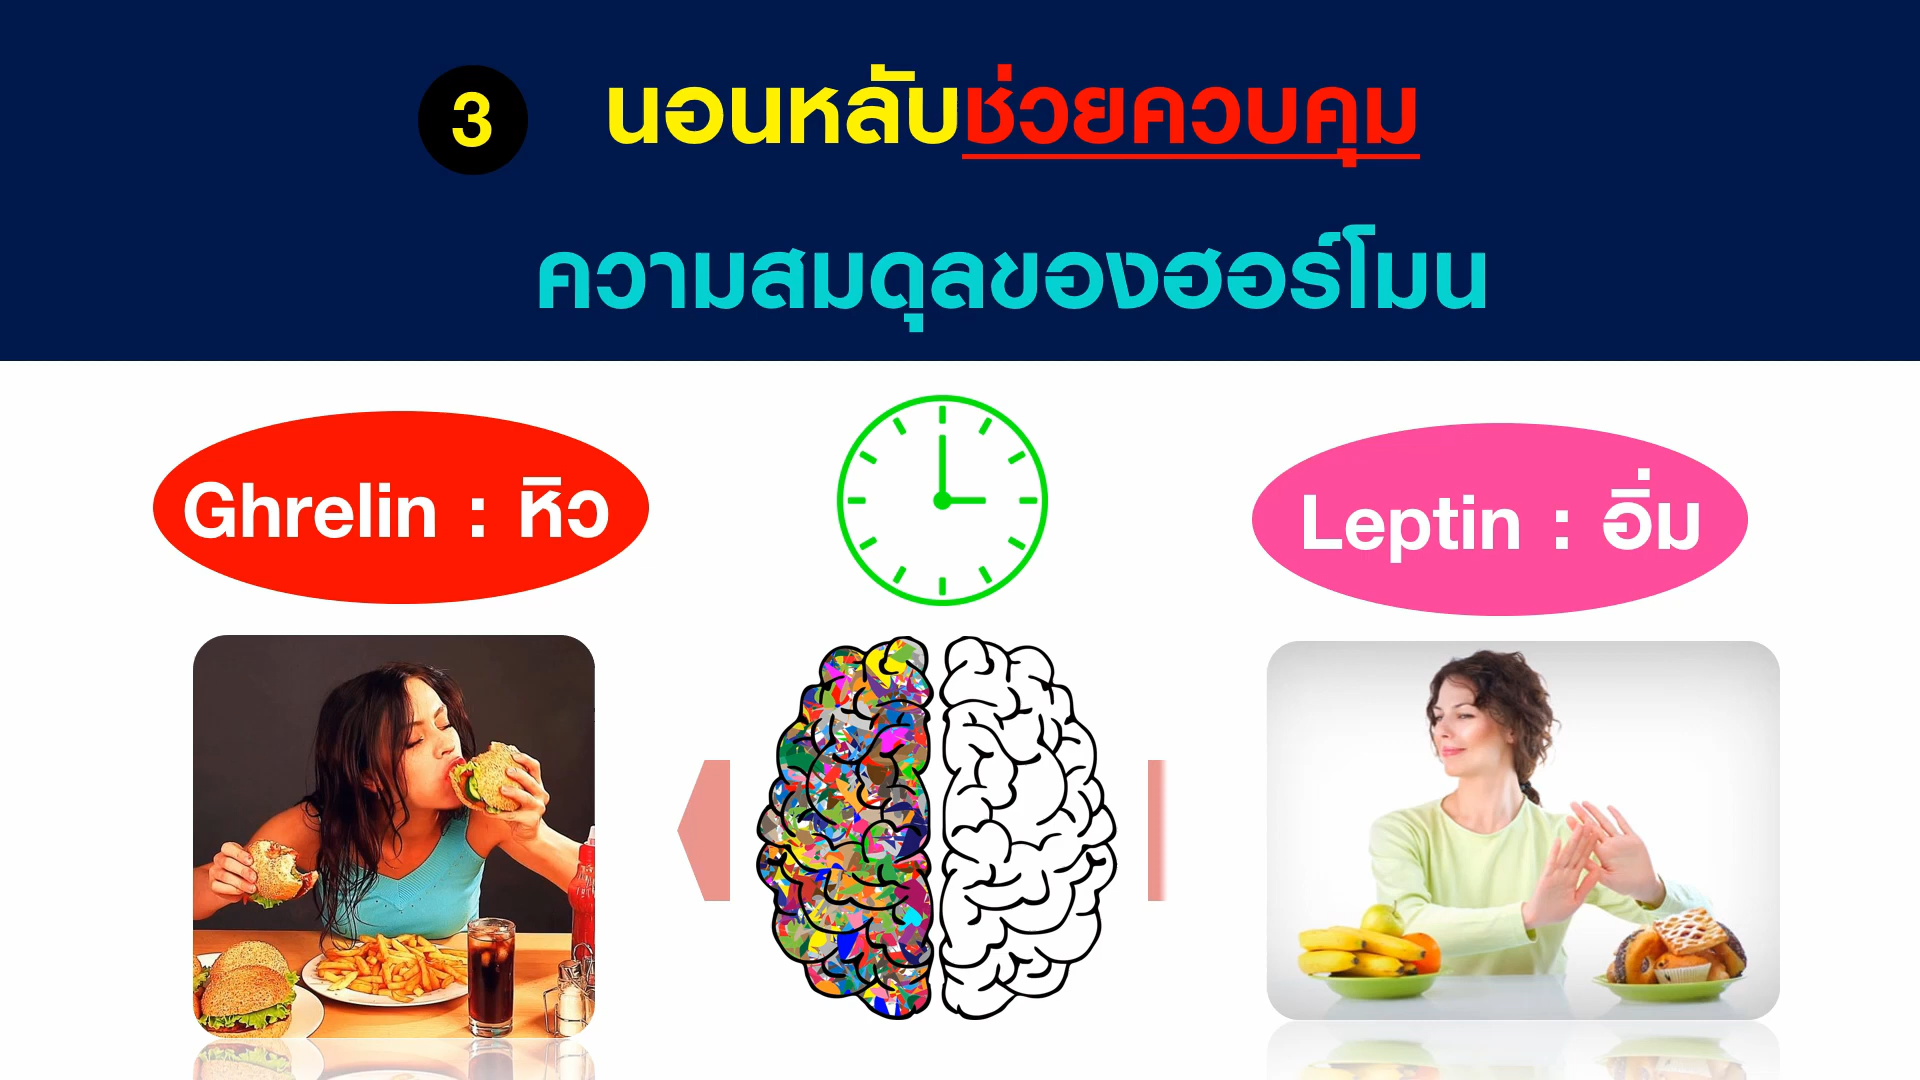 3 นอนหลับช่วยควบคุม
ความสมดุลของฮอร์โมน
Ghrelin : หิว
Leptin : อิ่ม